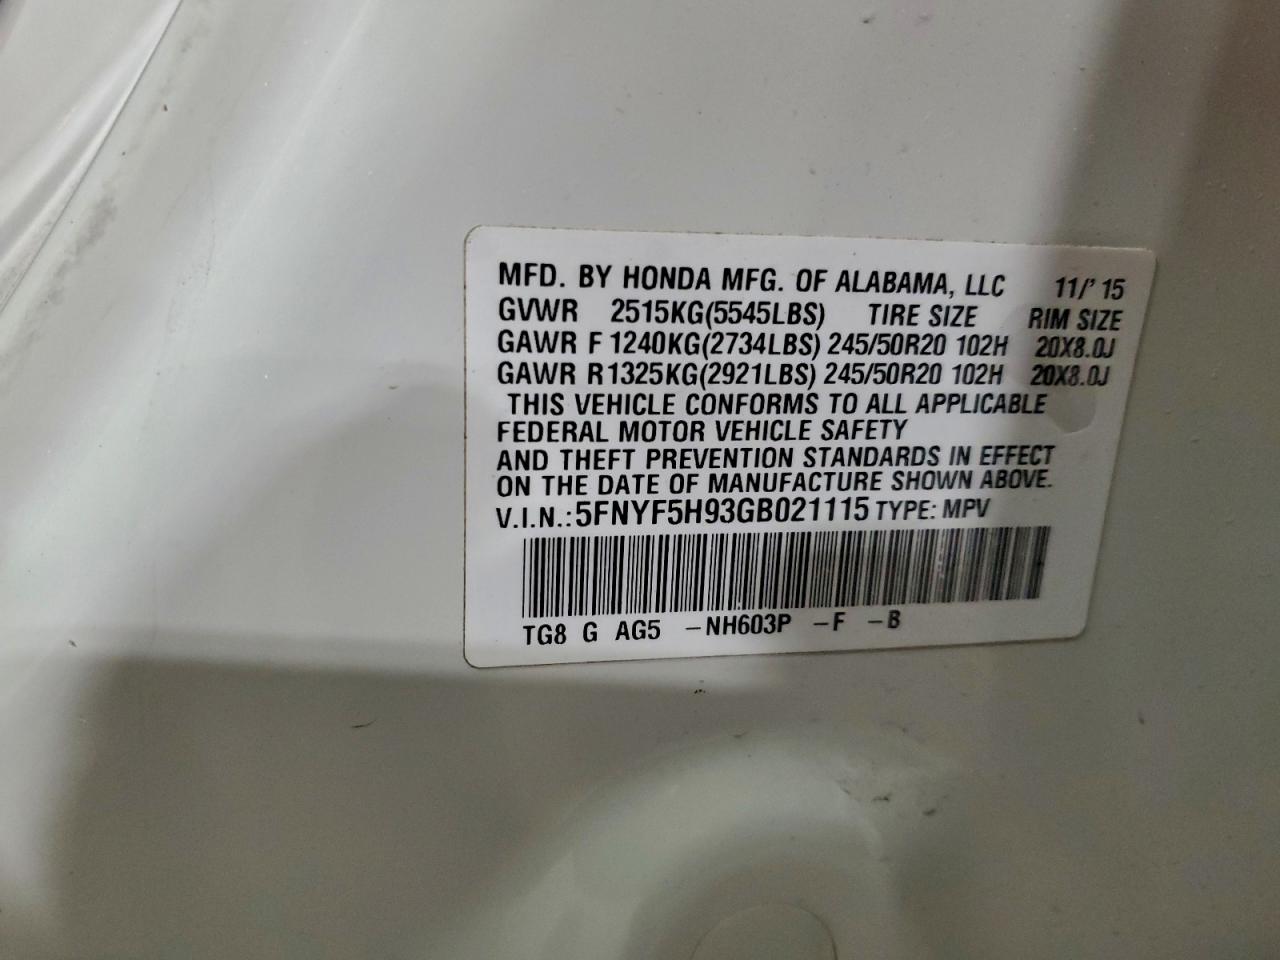 MFD. BY HONDA MFG. OF ALABAMA, LLC 11/'15
GVWR 2515KG(5545LBS) TIRE SIZE RIM SIZE
GAWR F 1240KG(2734LBS) 245/50R20 102H 20X8.0J
GAWR R1325KG(2921LBS) 245/50R20 102H 20X8.0J
THIS VEHICLE CONFORMS TO ALL APPLICABLE
FEDERAL MOTOR VEHICLE SAFETY
AND THEFT PREVENTION STANDARDS IN EFFECT
ON THE DATE OF MANUFACTURE SHOWN ABOVE.
V.I.N.:5FNYF5H93GB021115 TYPE: MPV
TG8 G AG5 –NH603P –F –B